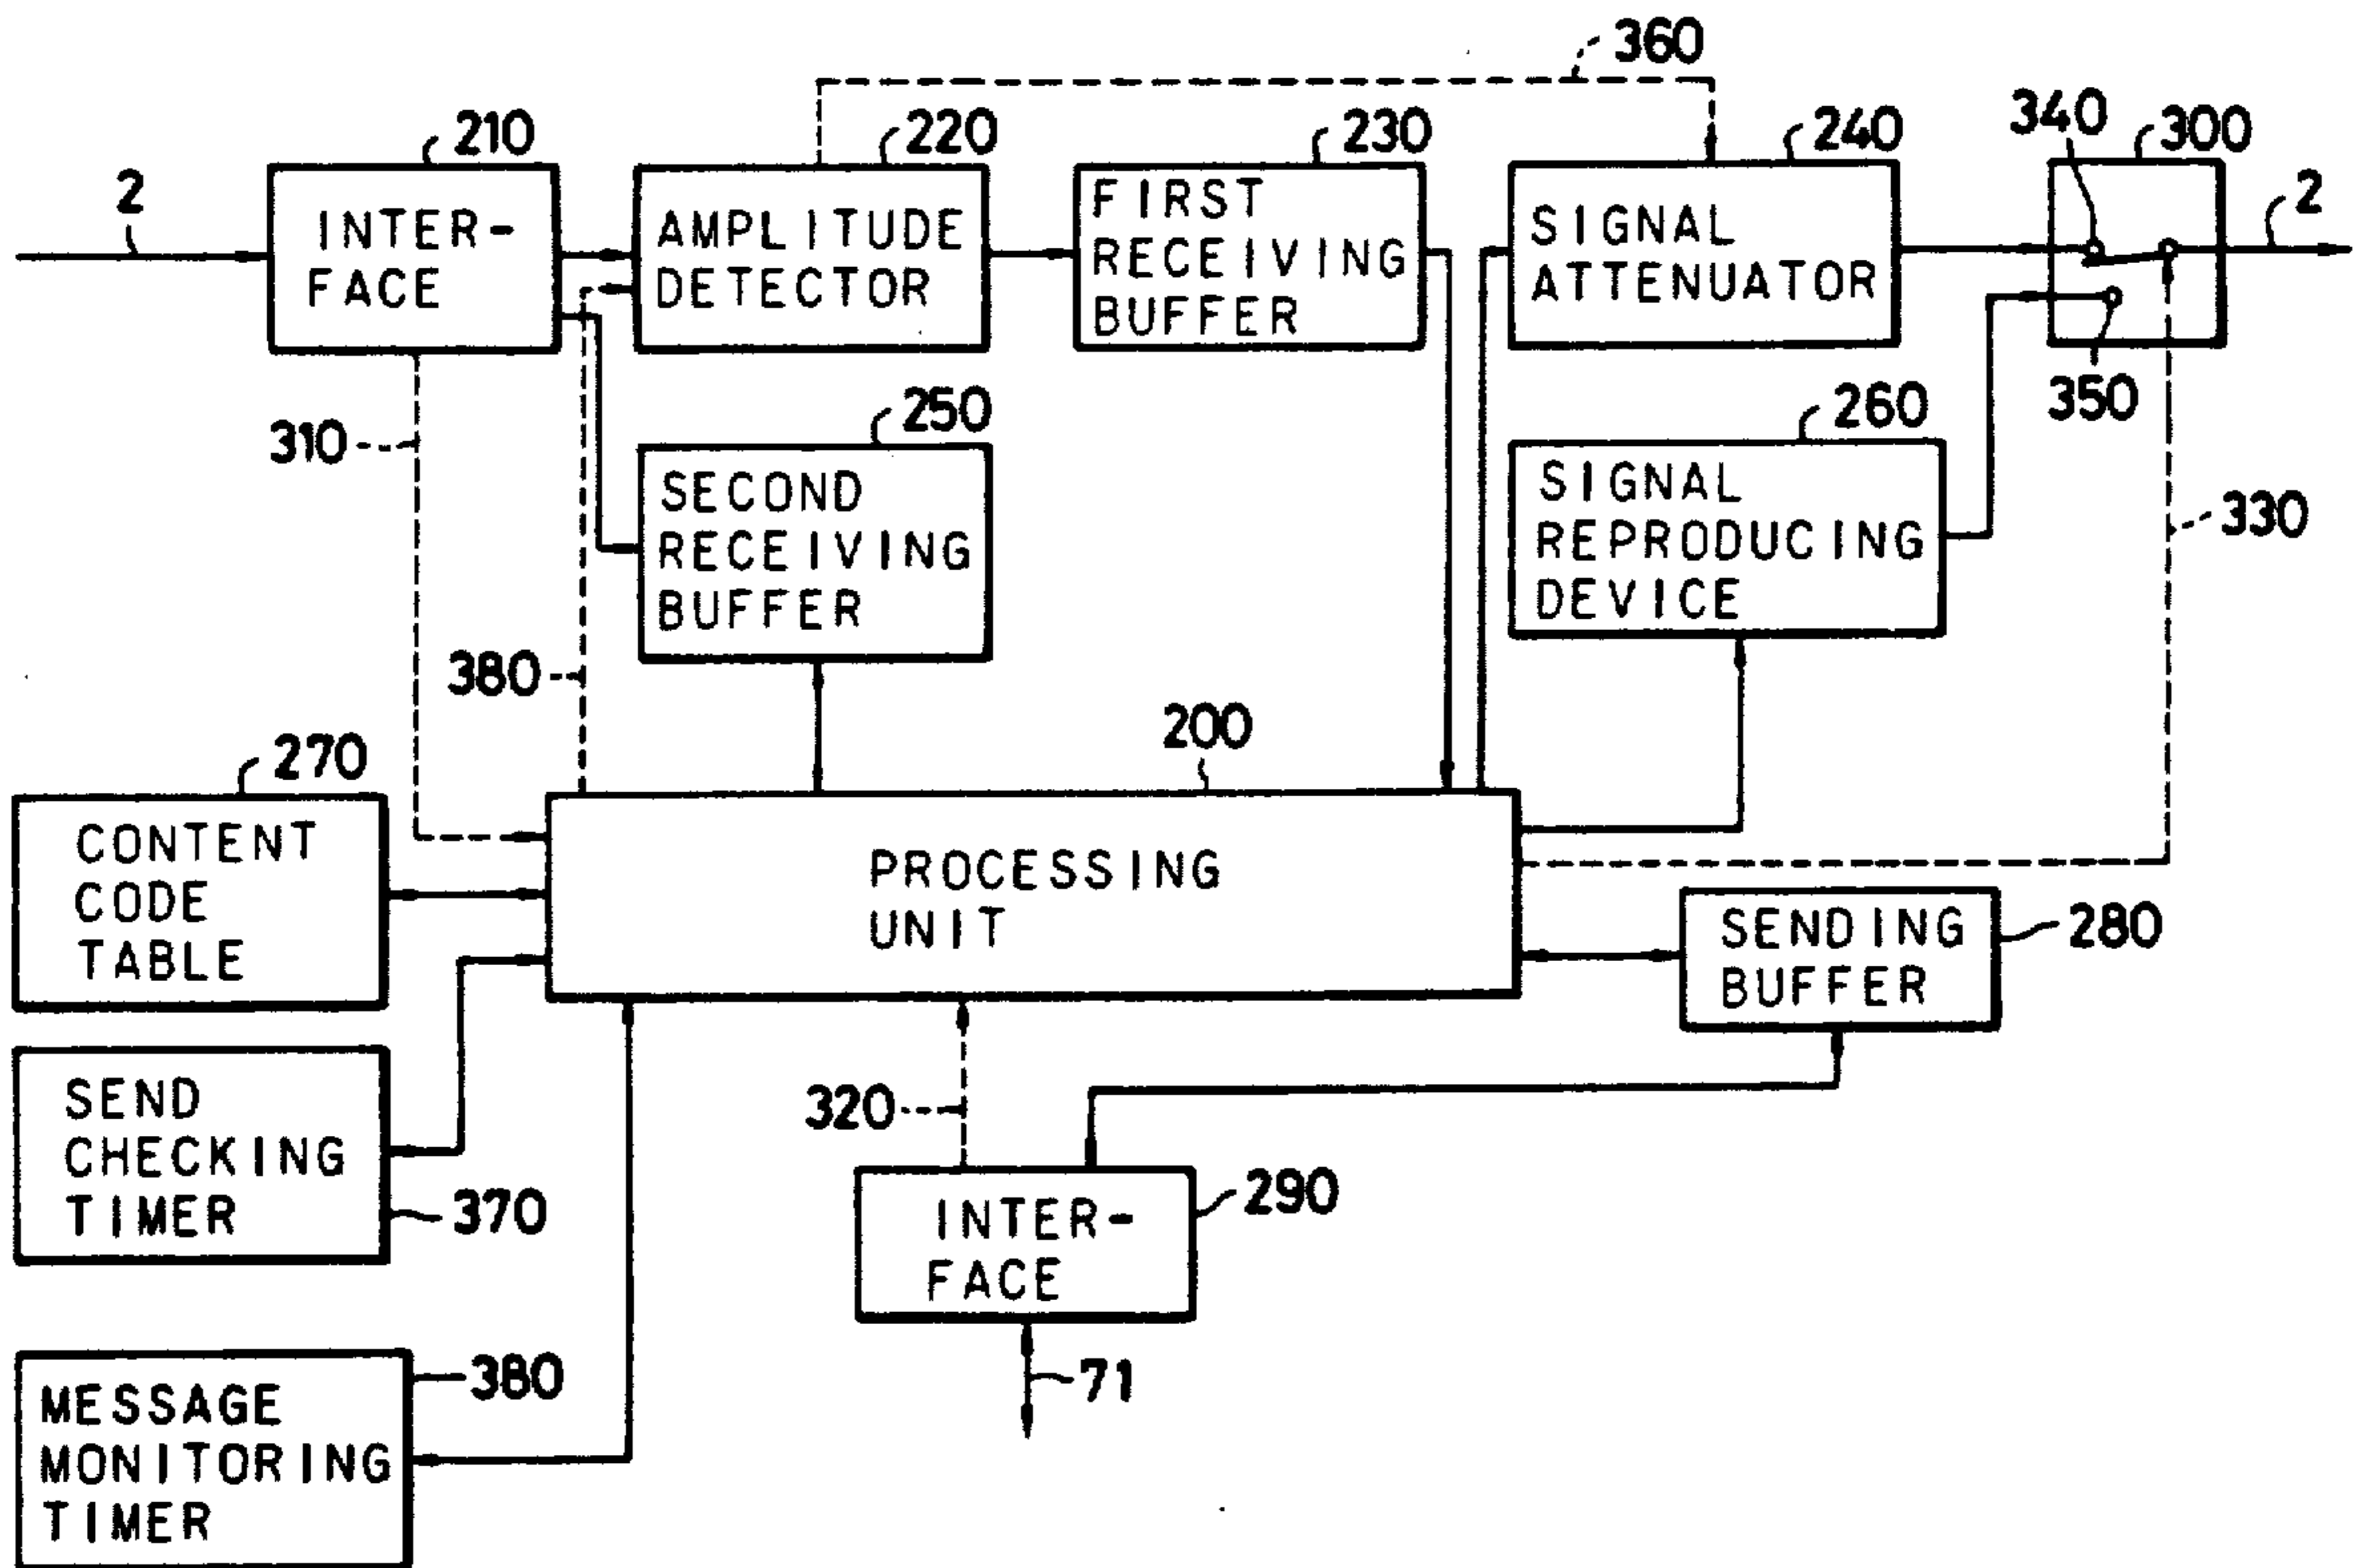 360
210
220
230
240
340
300
2
INTER-
FACE
AMPLITUDE
DETECTOR
FIRST
RECEIVING
BUFFER
SIGNAL
ATTENUATOR
2
350
310
250
SECOND
RECEIVING
BUFFER
260
SIGNAL
REPRODUCING
DEVICE
330
380
270
CONTENT
CODE
TABLE
200
PROCESSING
UNIT
SENDING
BUFFER
280
SEND
CHECKING
TIMER
370
320
INTER-
FACE
290
71
MESSAGE
MONITORING
TIMER
380